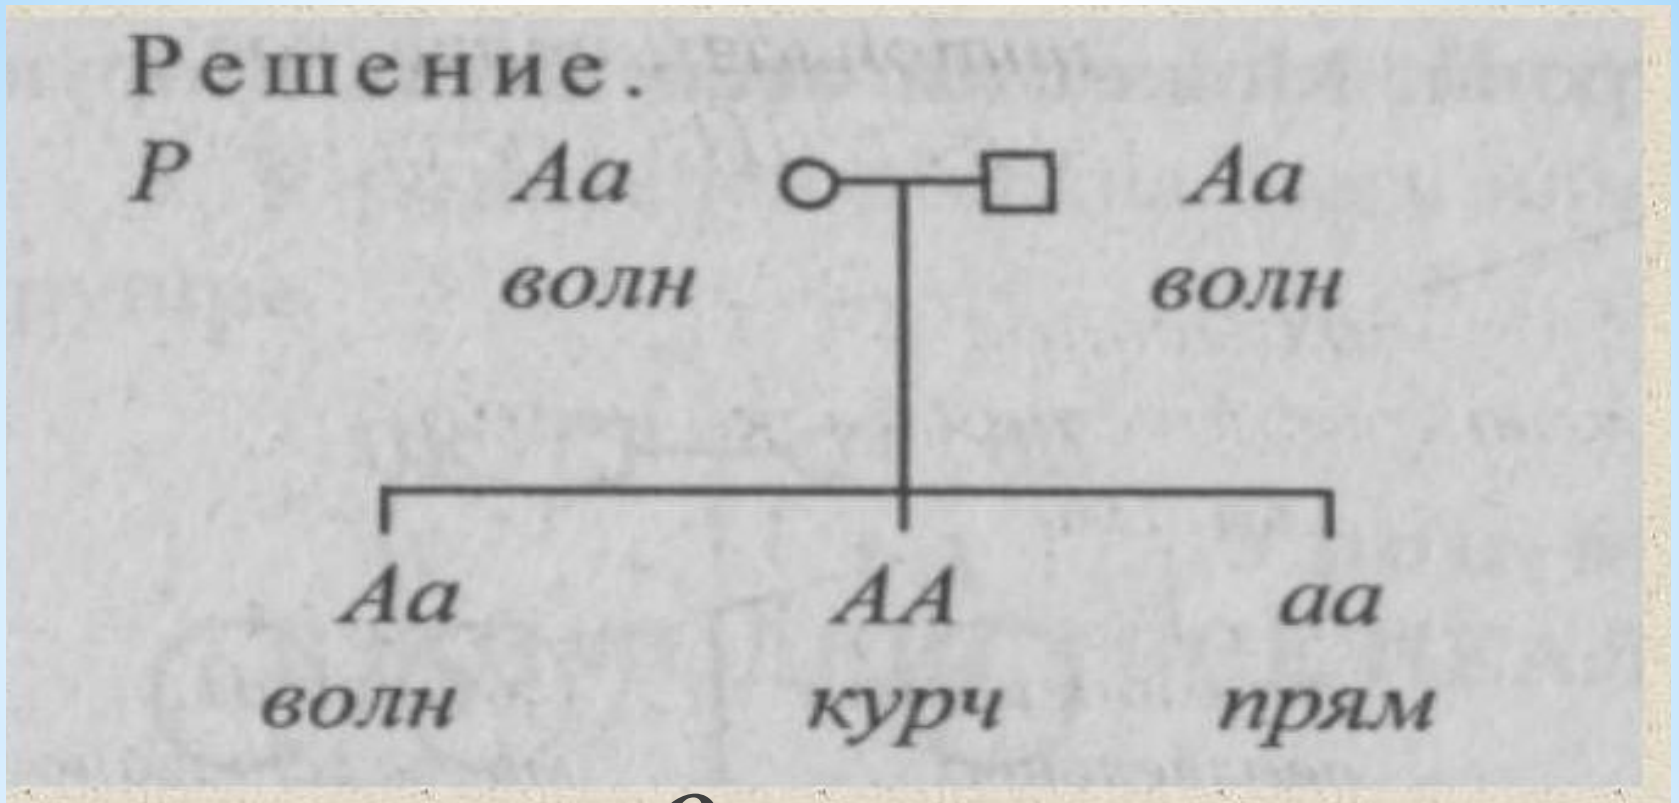 Решение.
P Aa Aa
волн волн
Aa AA aa
волн курч прям